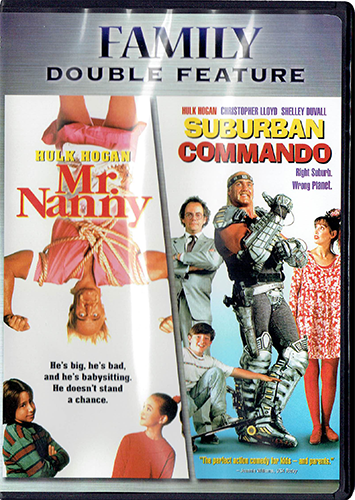 FAMILY
DOUBLE FEATURE
HULK HOGAN
Mr.
Nanny
He's big, he's bad,
and he's babysitting.
He doesn't stand
a chance.
HULK HOGAN CHRISTOPHER LLOYD SHELLEY DUVALL
SUBURBAN
COMMANDO
Right Suburb.
Wrong Planet.
"The perfect action comedy for kids – and parents."